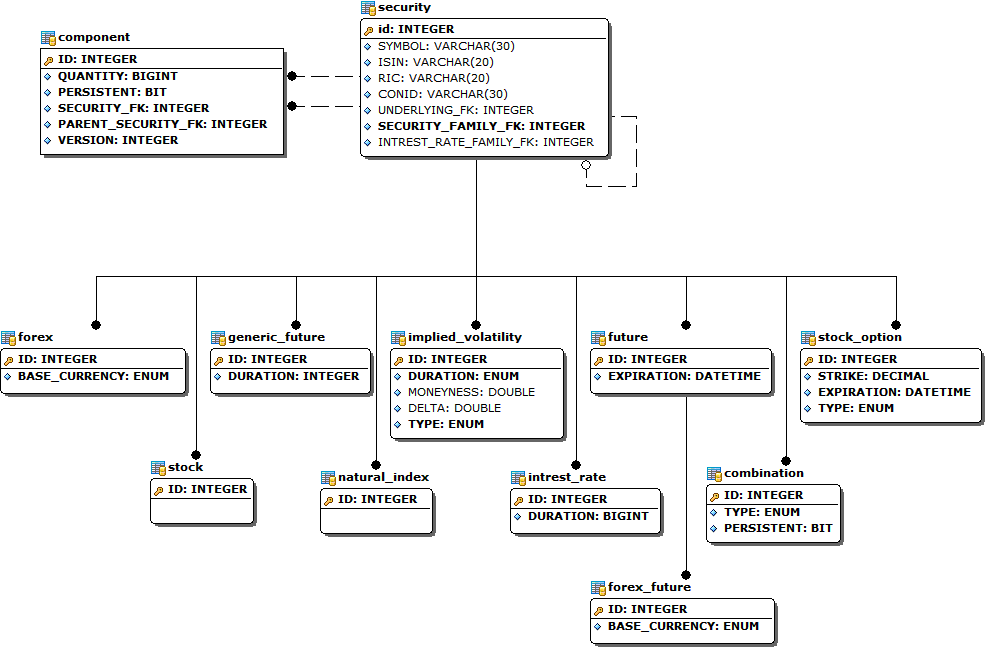 security
id: INTEGER
SYMBOL: VARCHAR(30)
ISIN: VARCHAR(20)
RIC: VARCHAR(20)
CONID: VARCHAR(30)
UNDERLYING_FK: INTEGER
SECURITY_FAMILY_FK: INTEGER
INTREST_RATE_FAMILY_FK: INTEGER
component
ID: INTEGER
QUANTITY: BIGINT
PERSISTENT: BIT
SECURITY_FK: INTEGER
PARENT_SECURITY_FK: INTEGER
VERSION: INTEGER
forex
ID: INTEGER
BASE_CURRENCY: ENUM
generic_future
ID: INTEGER
DURATION: INTEGER
implied_volatility
ID: INTEGER
DURATION: ENUM
MONEYNESS: DOUBLE
DELTA: DOUBLE
TYPE: ENUM
future
ID: INTEGER
EXPIRATION: DATETIME
stock_option
ID: INTEGER
STRIKE: DECIMAL
EXPIRATION: DATETIME
TYPE: ENUM
stock
ID: INTEGER
natural_index
ID: INTEGER
intrest_rate
ID: INTEGER
DURATION: BIGINT
combination
ID: INTEGER
TYPE: ENUM
PERSISTENT: BIT
forex_future
ID: INTEGER
BASE_CURRENCY: ENUM